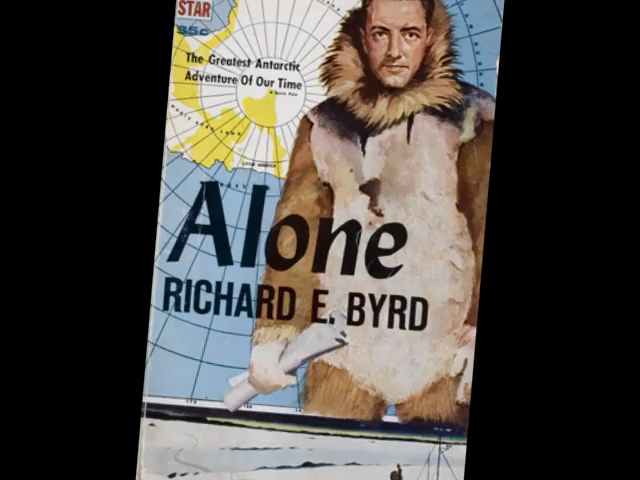 STAR
35c
The Greatest Antarctic
Adventure Of Our Time
Alone
RICHARD E. BYRD